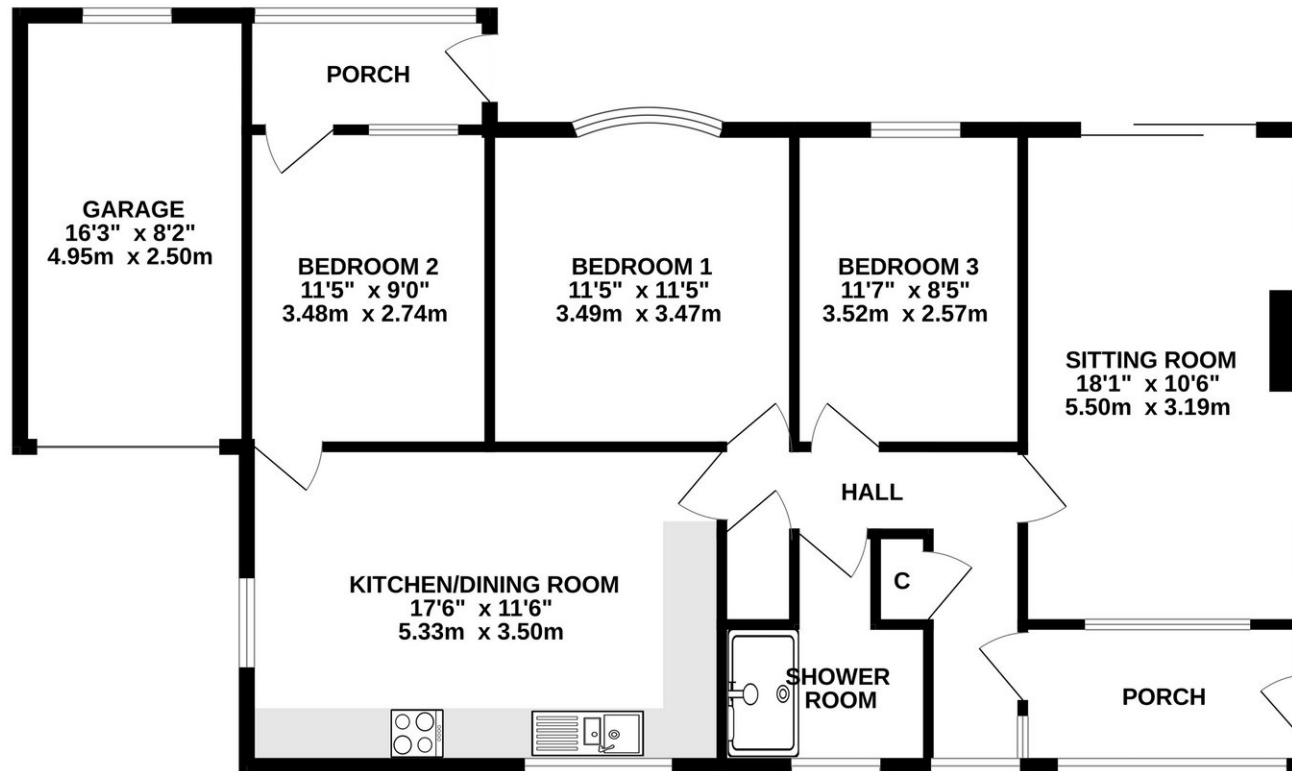 PORCH
GARAGE
16'3" x 8'2"
4.95m x 2.50m
BEDROOM 2
11'5" x 9'0"
3.48m x 2.74m
BEDROOM 1
11'5" x 11'5"
3.49m x 3.47m
BEDROOM 3
11'7" x 8'5"
3.52m x 2.57m
SITTING ROOM
18'1" x 10'6"
5.50m x 3.19m
HALL
KITCHEN/DINING ROOM
17'6" x 11'6"
5.33m x 3.50m
C
SHOWER
ROOM
PORCH